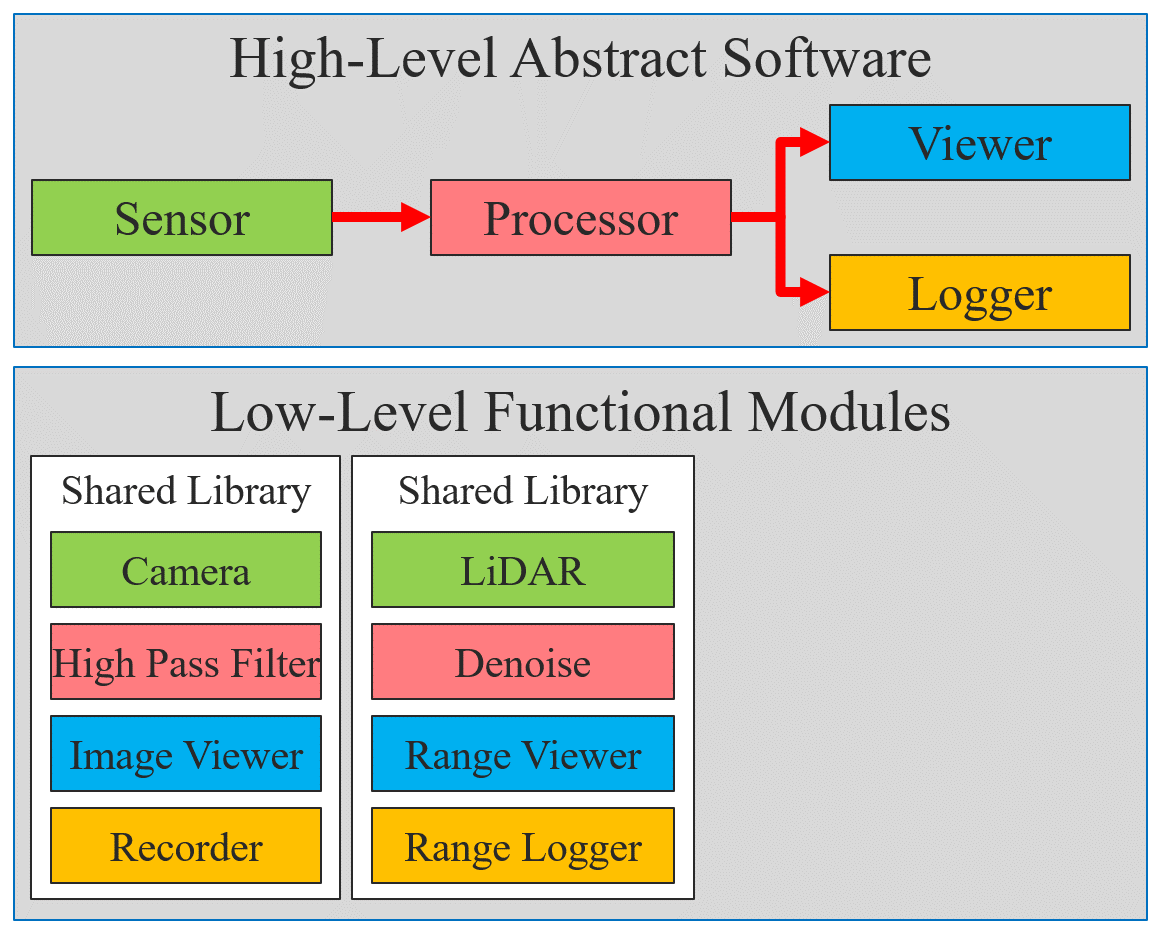 High-Level Abstract Software
Viewer
Sensor
Processor
Logger
Low-Level Functional Modules
Shared Library
Camera
High Pass Filter
Image Viewer
Recorder
Shared Library
LiDAR
Denoise
Range Viewer
Range Logger